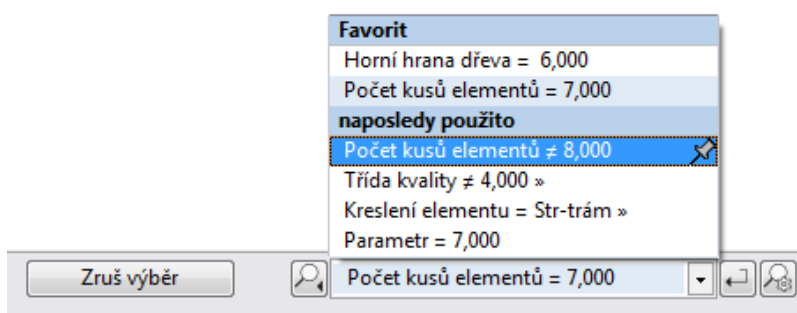 Favorit
Horní hrana dřeva =  6,000
Počet kusů elementů = 7,000
naposledy použito
Počet kusů elementů ≠ 8,000
Třída kvality ≠ 4,000 »
Kreslení elementu = Str-trám »
Parametr = 7,000
Zruš výběr Počet kusů elementů = 7,000